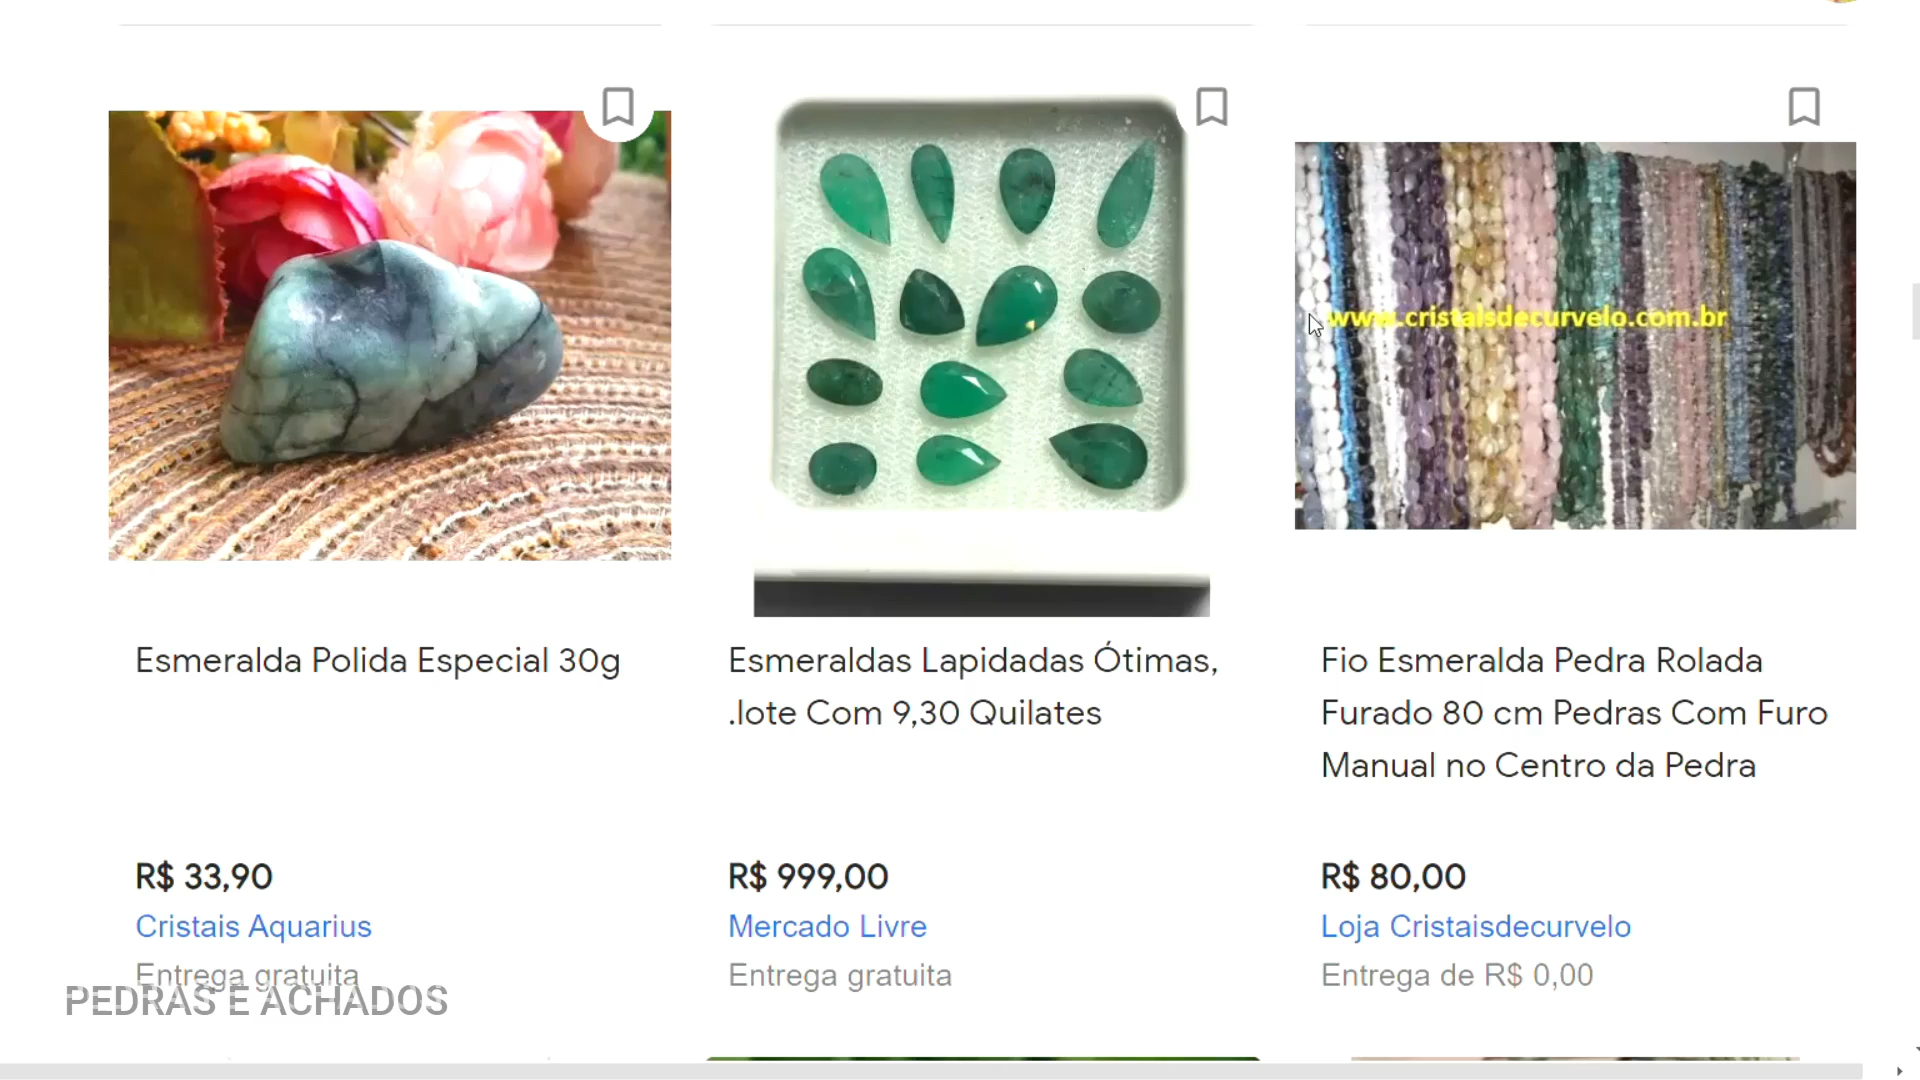 www.cristaisdecurvelo.com.br
Esmeralda Polida Especial 30g
R$ 33,90
Cristais Aquarius
Entrega gratuita
Esmeraldas Lapidadas Ótimas,
.lote Com 9,30 Quilates
R$ 999,00
Mercado Livre
Entrega gratuita
Fio Esmeralda Pedra Rolada
Furado 80 cm Pedras Com Furo
Manual no Centro da Pedra
R$ 80,00
Loja Cristaisdecurvelo
Entrega de R$ 0,00
PEDRAS E ACHADOS